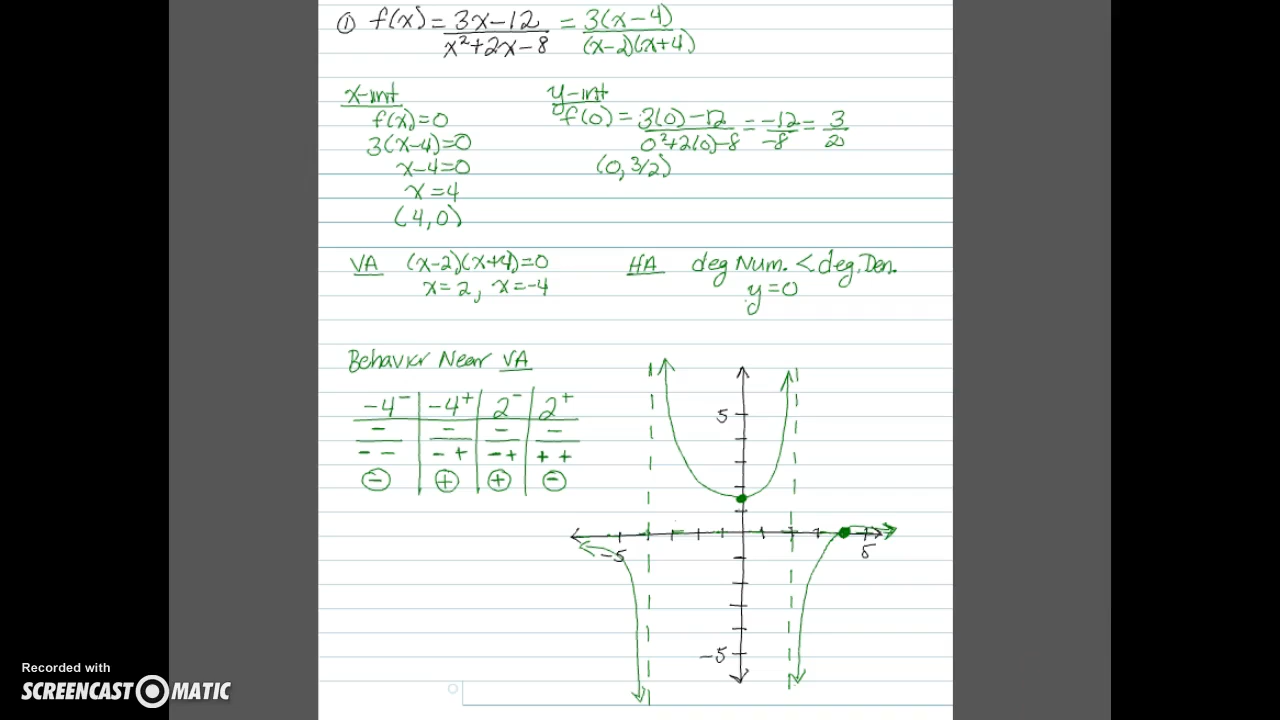 ① f(x) = 3x-12 / x²+2x-8 = 3(x-4) / (x-2)(x+4)
x-int
f(x)=0
3(x-4)=0
x-4=0
x=4
(4,0)
y-int
f(0) = 3(0)-12 / 0²+2(0)-8 = -12 / -8 = 3 / 20
(0, 3/2)
VA (x-2)(x+4)=0
x=2, x=-4
HA deg Num. < deg. Den.
y=0
Behavior Near VA
-4⁻ | -4⁺ | 2⁻ | 2⁺
- | - | - | -
- - | - + | - + | + +
⊖ | ⊕ | ⊕ | ⊖
5
-5
5
-5
Recorded with
SCREENCAST-O-MATIC